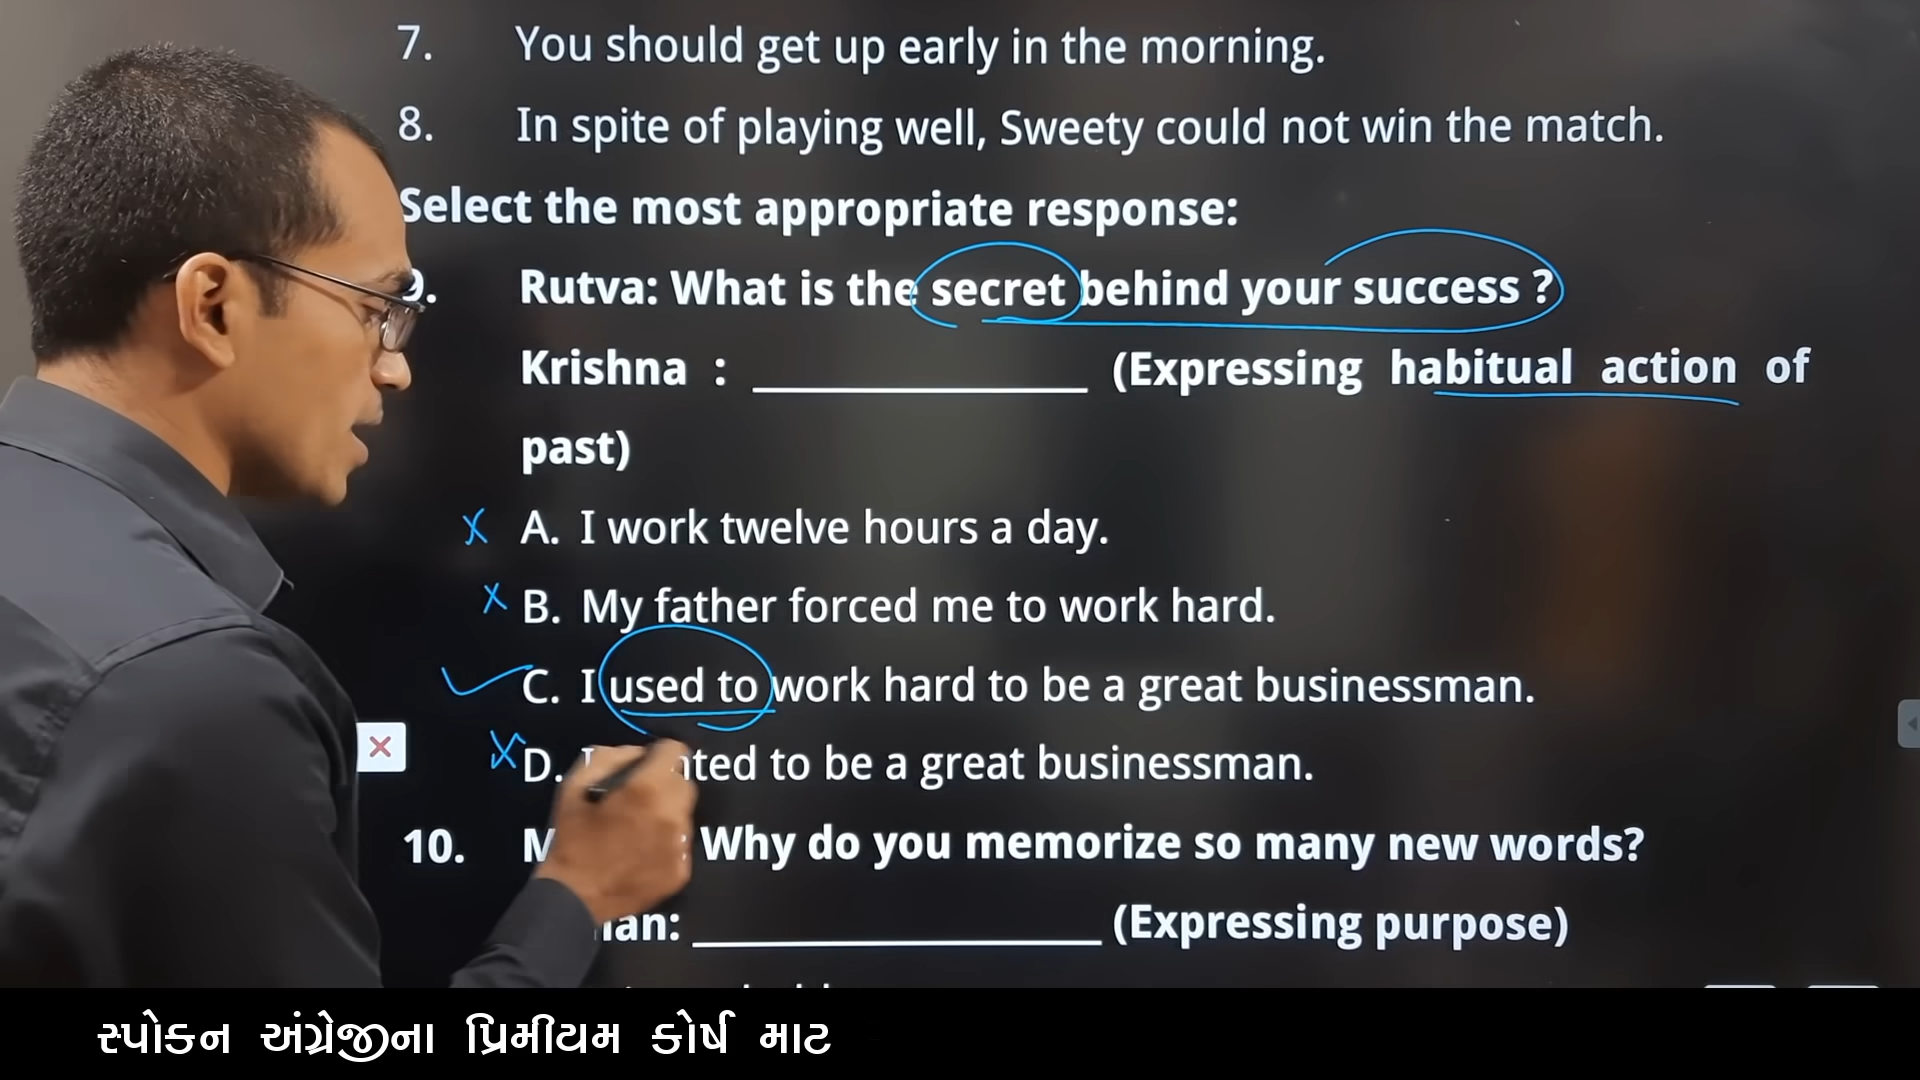 7. You should get up early in the morning.
8. In spite of playing well, Sweety could not win the match.
Select the most appropriate response:
9. Rutva: What is the secret behind your success ?
Krishna : ____________ (Expressing habitual action of
past)
A. I work twelve hours a day.
B. My father forced me to work hard.
C. I used to work hard to be a great businessman.
D. I to be a great businessman.
10. Why do you memorize so many new words?
____________ (Expressing purpose)
સ્પોકન અંગ્રેજીના પ્રિમીયમ કોર્ષ માટ